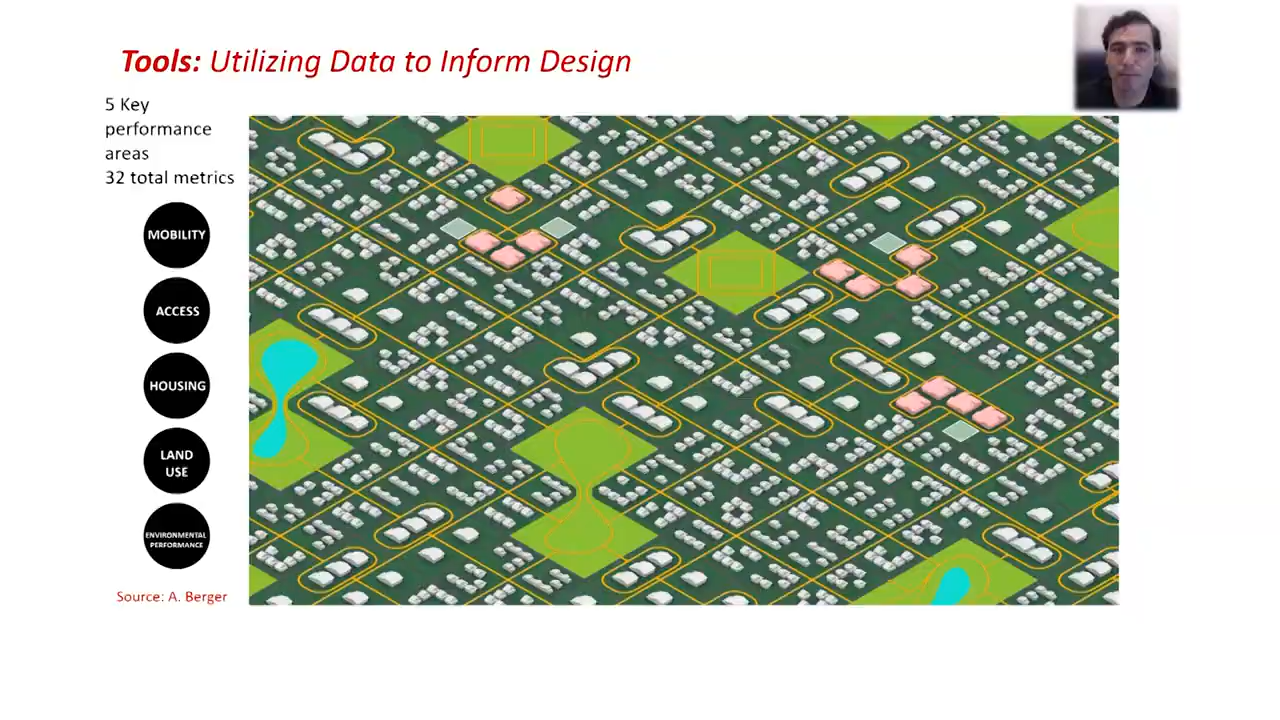 Tools: Utilizing Data to Inform Design
5 Key
performance
areas
32 total metrics
MOBILITY
ACCESS
HOUSING
LAND
USE
ENVIRONMENTAL
PERFORMANCE
Source: A. Berger